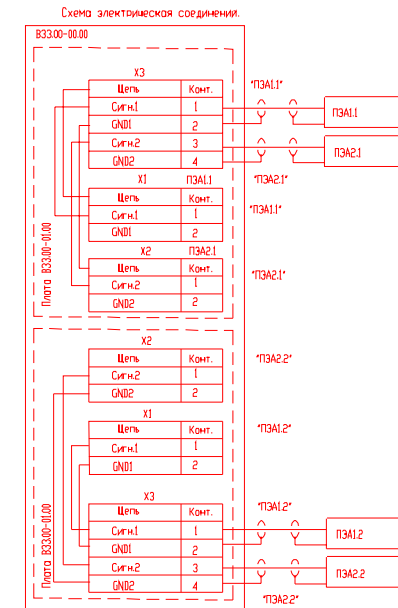 Схема электрическая соединений.
В33.00-00.00
X3
Цепь Конт.
Сигн.1 1
GND1 2
Сигн.2 3
GND2 4
"ПЭА1.1"
ПЭА1.1
ПЭА2.1
"ПЭА2.1"
X1 ПЭА1.1
Цепь Конт.
Сигн.1 1
GND1 2
"ПЭА1.1"
X2 ПЭА2.1
Цепь Конт.
Сигн.2 1
GND2 2
"ПЭА2.1"
Плата В33.00-01.00
X2
Цепь Конт.
Сигн.2 1
GND2 2
"ПЭА2.2"
X1
Цепь Конт.
Сигн.1 1
GND1 2
"ПЭА1.2"
X3
Цепь Конт.
Сигн.1 1
GND1 2
Сигн.2 3
GND2 4
"ПЭА1.2"
ПЭА1.2
ПЭА2.2
"ПЭА2.2"
Плата В33.00-01.00